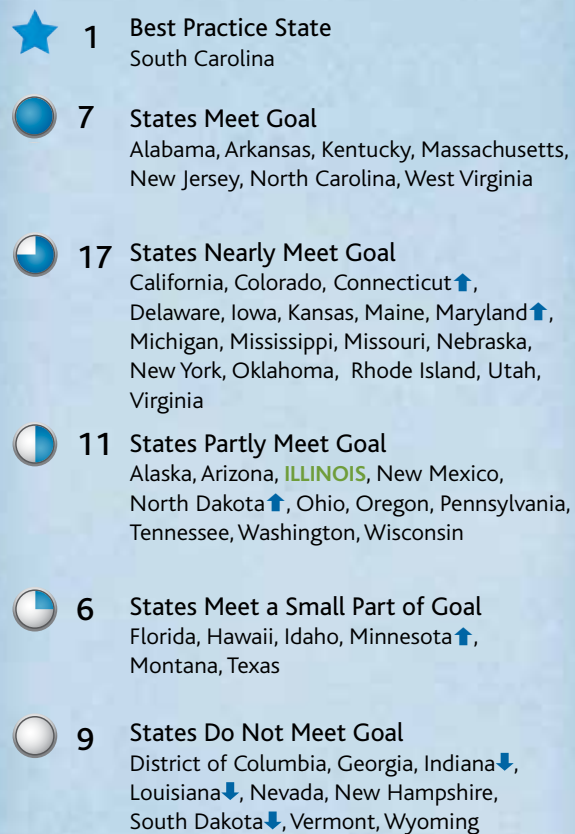 1 Best Practice State
South Carolina
7 States Meet Goal
Alabama, Arkansas, Kentucky, Massachusetts,
New Jersey, North Carolina, West Virginia
17 States Nearly Meet Goal
California, Colorado, Connecticut⬆,
Delaware, Iowa, Kansas, Maine, Maryland⬆,
Michigan, Mississippi, Missouri, Nebraska,
New York, Oklahoma, Rhode Island, Utah,
Virginia
11 States Partly Meet Goal
Alaska, Arizona, ILLINOIS, New Mexico,
North Dakota⬆, Ohio, Oregon, Pennsylvania,
Tennessee, Washington, Wisconsin
6 States Meet a Small Part of Goal
Florida, Hawaii, Idaho, Minnesota⬆,
Montana, Texas
9 States Do Not Meet Goal
District of Columbia, Georgia, Indiana⬇,
Louisiana⬇, Nevada, New Hampshire,
South Dakota⬇, Vermont, Wyoming